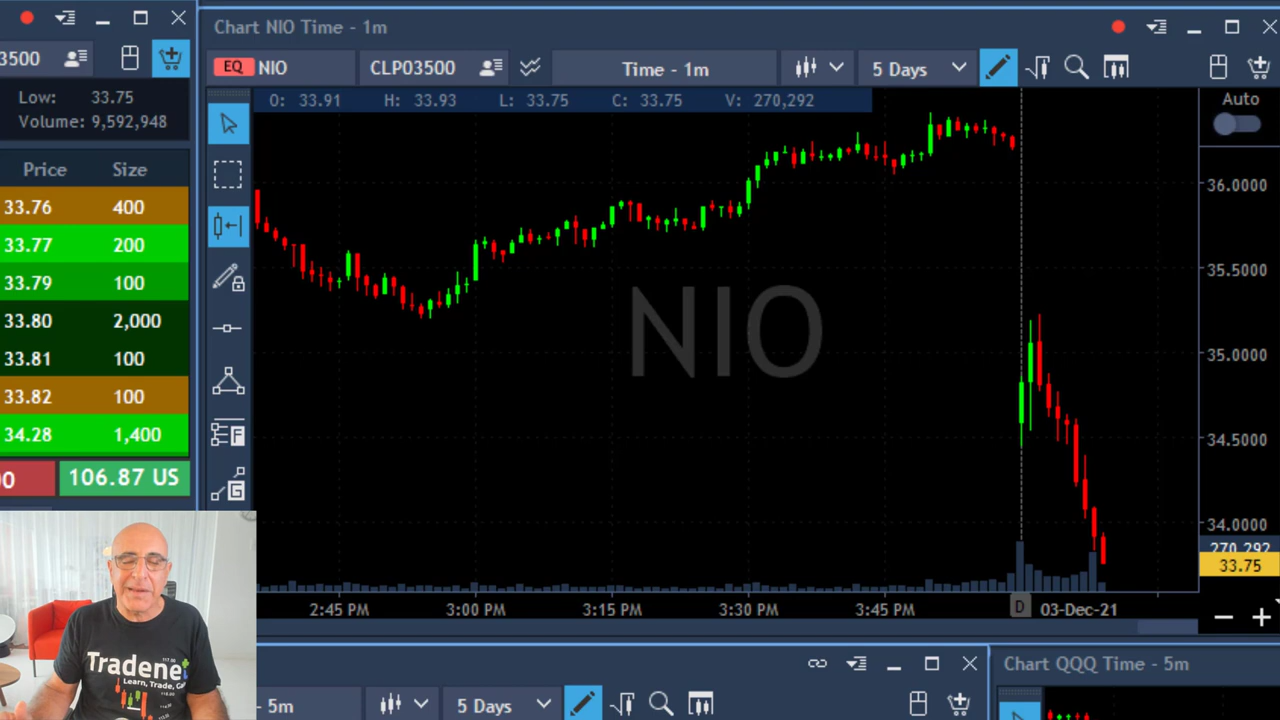 Chart NIO Time - 1m
3500
EQ NIO
CLP03500
Time - 1m
5 Days
Low: 33.75
Volume: 9,592,948
O: 33.91 H: 33.93 L: 33.75 C: 33.75 V: 270,292
Auto
Price Size
33.76 400
33.77 200
33.79 100
33.80 2,000
33.81 100
33.82 100
34.28 1,400
106.87 US
F
G
NIO
36.0000
35.5000
35.0000
34.5000
34.0000
270,292
33.75
2:45 PM 3:00 PM 3:15 PM 3:30 PM 3:45 PM D 03-Dec-21
Tradenet
Learn, Trade,
Chart QQQ Time - 5m
- 5m
5 Days